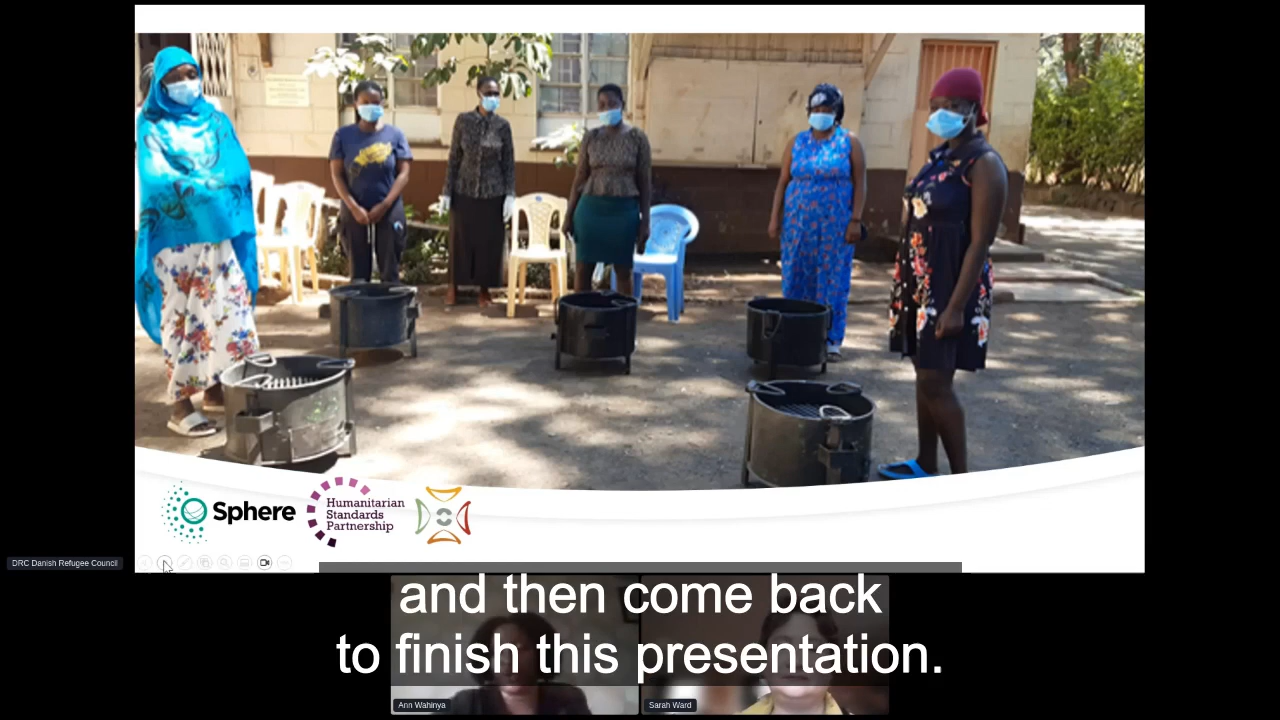 Sphere
Humanitarian
Standards
Partnership
DRC Danish Refugee Council
and then come back
to finish this presentation.
Ann Wahinya
Sarah Ward